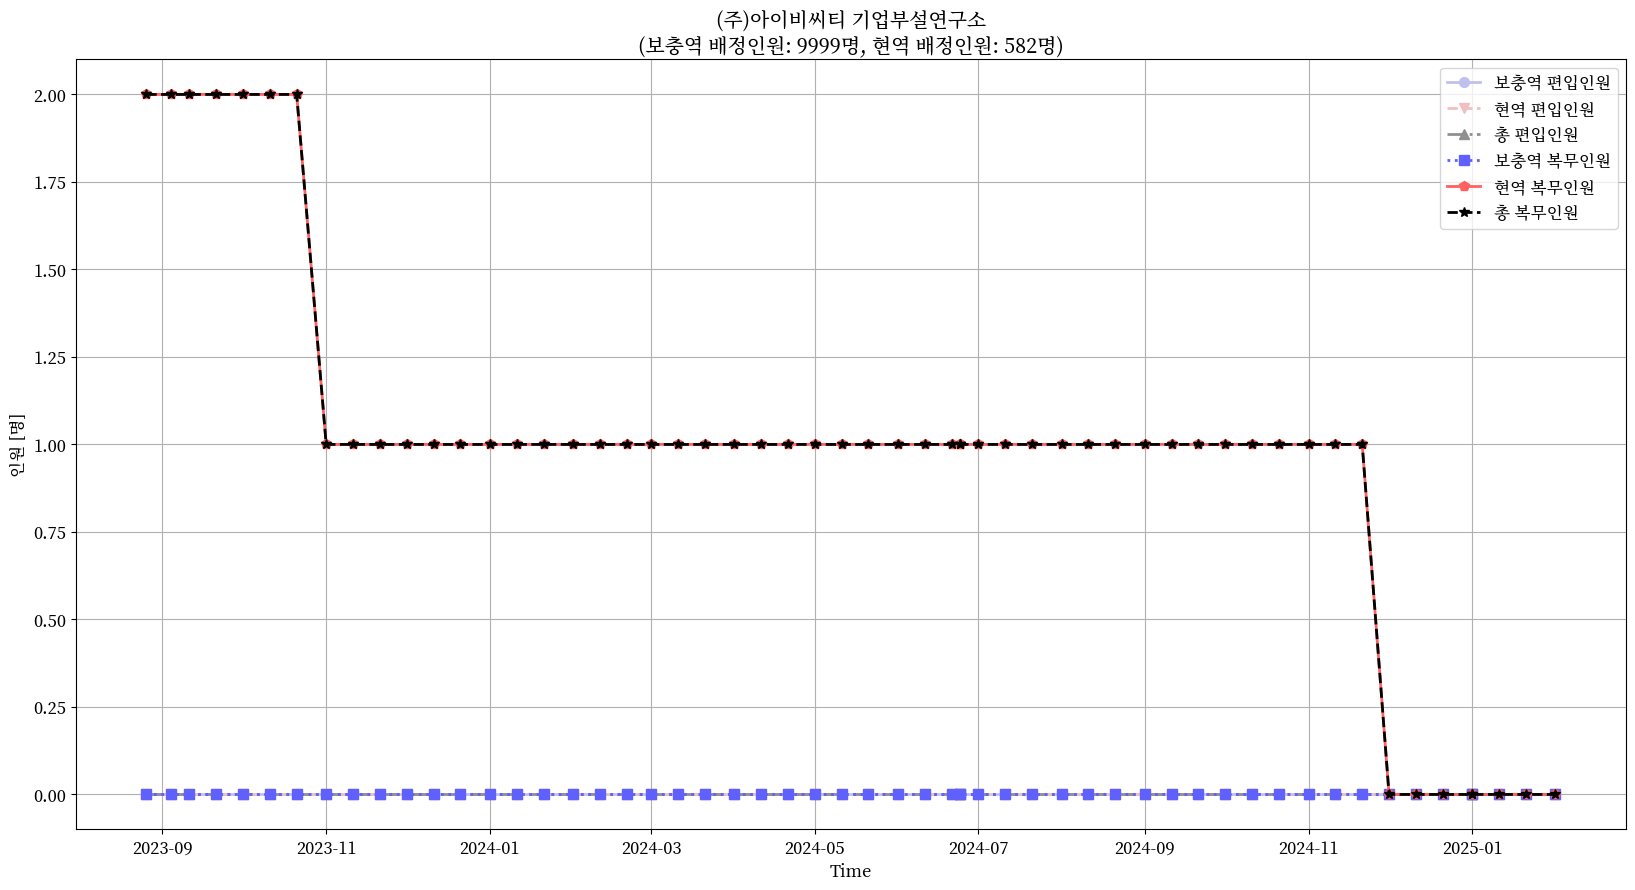 (주)아이비씨티 기업부설연구소
(보충역 배정인원: 9999명, 현역 배정인원: 582명)
보충역 편입인원
현역 편입인원
총 편입인원
보충역 복무인원
현역 복무인원
총 복무인원
인원 [명]
2.00
1.75
1.50
1.25
1.00
0.75
0.50
0.25
0.00
2023-09 2023-11 2024-01 2024-03 2024-05 2024-07 2024-09 2024-11 2025-01
Time